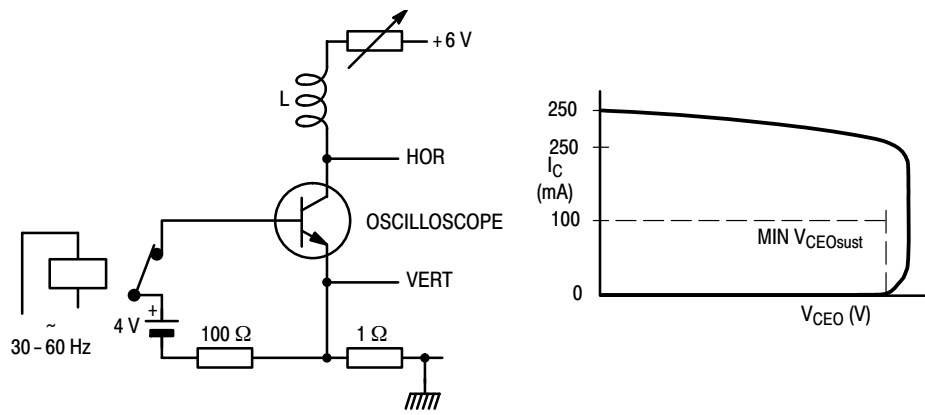 +6 V
L
HOR
OSCILLOSCOPE
VERT
4 V
+
100 Ω
1 Ω
~
30–60 Hz
250
250
I_C
(mA)
100
0
MIN V_CEOsust
V_CEO (V)